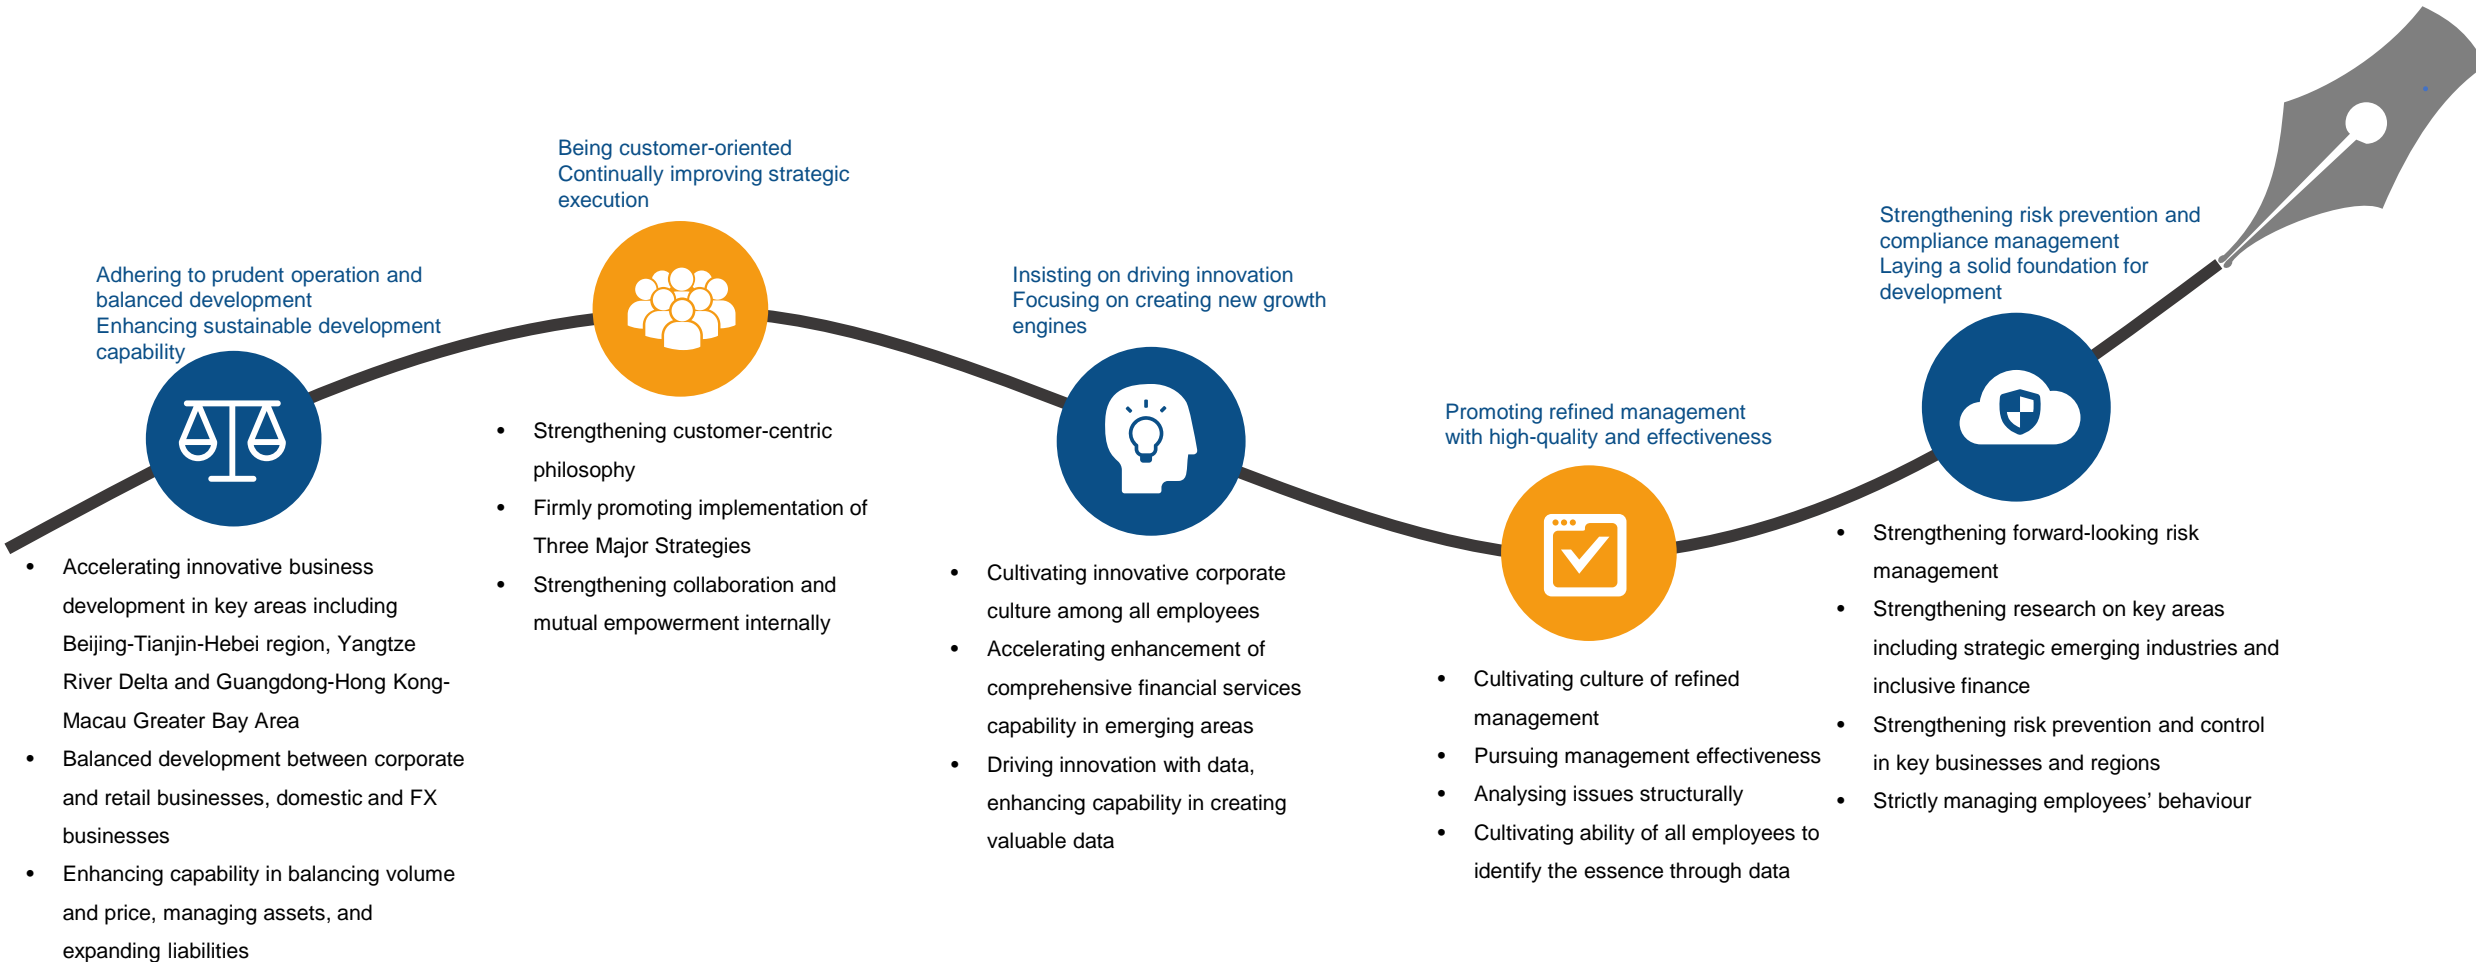 Adhering to prudent operation and
balanced development
Enhancing sustainable development
capability
• Accelerating innovative business
development in key areas including
Beijing-Tianjin-Hebei region, Yangtze
River Delta and Guangdong-Hong Kong-
Macau Greater Bay Area
• Balanced development between corporate
and retail businesses, domestic and FX
businesses
• Enhancing capability in balancing volume
and price, managing assets, and
expanding liabilities
Being customer-oriented
Continually improving strategic
execution
• Strengthening customer-centric
philosophy
• Firmly promoting implementation of
Three Major Strategies
• Strengthening collaboration and
mutual empowerment internally
Insisting on driving innovation
Focusing on creating new growth
engines
• Cultivating innovative corporate
culture among all employees
• Accelerating enhancement of
comprehensive financial services
capability in emerging areas
• Driving innovation with data,
enhancing capability in creating
valuable data
Promoting refined management
with high-quality and effectiveness
• Cultivating culture of refined
management
• Pursuing management effectiveness
• Analysing issues structurally
• Cultivating ability of all employees to
identify the essence through data
Strengthening risk prevention and
compliance management
Laying a solid foundation for
development
• Strengthening forward-looking risk
management
• Strengthening research on key areas
including strategic emerging industries and
inclusive finance
• Strengthening risk prevention and control
in key businesses and regions
• Strictly managing employees’ behaviour